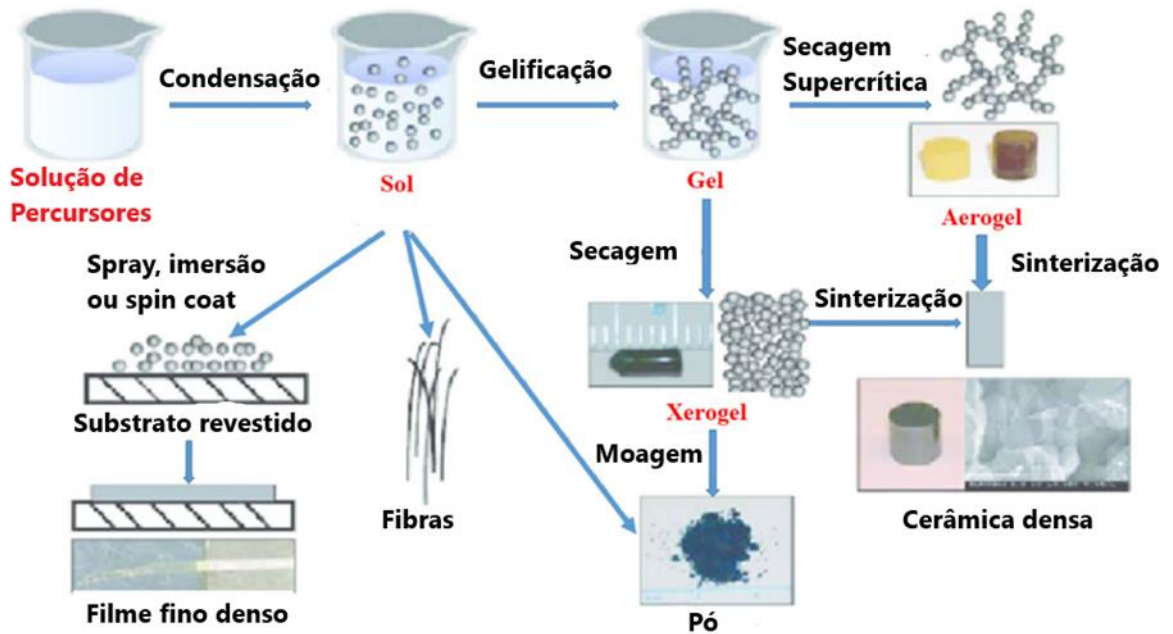 Condensação
Gelificação
Secagem
Supercrítica
Solução de
Percursores
Sol
Gel
Aerogel
Spray, imersão
ou spin coat
Secagem
Sinterização
Sinterização
Substrato revestido
Xerogel
Moagem
Fibras
Cerâmica densa
Filme fino denso
Pó